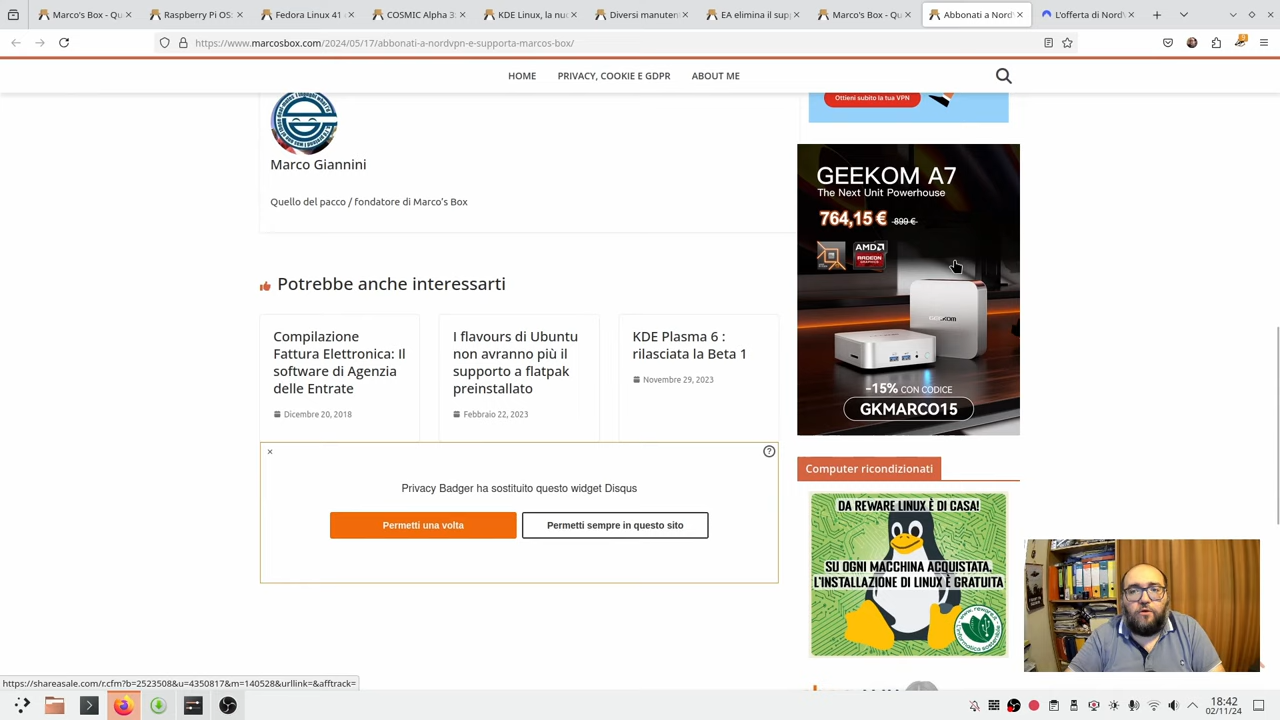 Marco's Box - Qu
Raspberry Pi OS
Fedora Linux 41
COSMIC Alpha 3
KDE Linux, la nu
Diversi manuten
EA elimina il sup
Marco's Box - Qu
Abbonati a Nord
L'offerta di Nord
https://www.marcosbox.com/2024/05/17/abbonati-a-nordvpn-e-supporta-marcos-box/
HOME
PRIVACY, COOKIE E GDPR
ABOUT ME
Ottieni subito la tua VPN
Marco Giannini
Quello del pacco / fondatore di Marco's Box
Potrebbe anche interessarti
Compilazione
Fattura Elettronica: Il
software di Agenzia
delle Entrate
Dicembre 20, 2018
I flavours di Ubuntu
non avranno più il
supporto a flatpak
preinstallato
Febbraio 22, 2023
KDE Plasma 6 :
rilasciata la Beta 1
Novembre 29, 2023
×
?
Privacy Badger ha sostituito questo widget Disqus
Permetti una volta
Permetti sempre in questo sito
GEEKOM A7
The Next Unit Powerhouse
764,15 € 899 €
AMD
RADEON
GRAPHICS
GEEKOM
-15% CON CODICE
GKMARCO15
Computer ricondizionati
DA REWARE LINUX È DI CASA!
SU OGNI MACCHINA ACQUISTATA,
L'INSTALLAZIONE DI LINUX È GRATUITA
https://shareasale.com/r.cfm?b=2523508&u=4350817&m=140528&urllink=&afftrack=
18:42
02/11/24